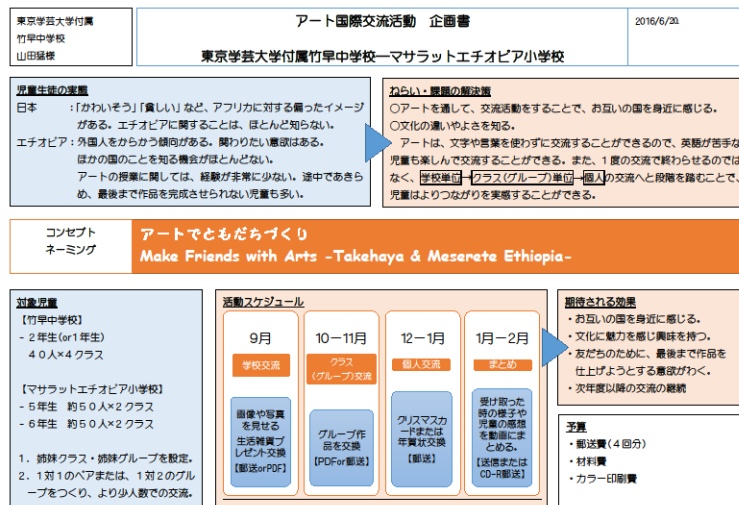 東京学芸大学付属
竹早中学校
山田猛様
アート国際交流活動　企画書
東京学芸大学付属竹早中学校―マサラットエチオピア小学校
2016/6/20
児童生徒の実態
日本　：「かわいそう」「貧しい」など、アフリカに対する偏ったイメージ
がある。エチオピアに関することは、ほとんど知らない。
エチオピア：外国人をからかう傾向がある。関わりたい意欲はある。
ほかの国のことを知る機会がほとんどない。
アートの授業に関しては、経験が非常に少ない。途中であきら
め、最後まで作品を完成させられない児童も多い。
ねらい・課題の解決策
○アートを通して、交流活動をすることで、お互いの国を身近に感じる。
○文化の違いやよさを知る。
アートは、文字や言葉を使わずに交流することができるので、英語が苦手な
児童も楽しんで交流することができる。また、1度の交流で終わらせるのでは
なく、学校単位→クラス(グループ)単位→個人の交流へと段階を踏むことで、
児童はよりつながりを実感することができる。
コンセプト
ネーミング
アートでともだちづくり
Make Friends with Arts -Takehaya & Meserete Ethiopia-
対象児童
【竹早中学校】
- 2年生(or1年生)
40人×4クラス
【マサラットエチオピア小学校】
- 5年生　約50人×2クラス
- 6年生　約50人×2クラス
1. 姉妹クラス・姉妹グループを設定。
2. 1対1のペアまたは、1対2のグル
ープをつくり、より少人数での交流。
活動スケジュール
9月
学校交流
画像や写真
を見せる
生活雑貨プ
レゼント交換
【郵送orPDF】
10－11月
クラス
(グループ)交流
グループ作
品を交換
【PDFor郵送】
12－1月
個人交流
クリスマスカ
ードまたは
年賀状交換
【郵送】
1月－2月
まとめ
受け取った
時の様子や
児童の感想
を動画にま
とめる。
【送信または
CD-R郵送】
期待される効果
・お互いの国を身近に感じる。
・文化に魅力を感じ興味を持つ。
・友だちのために、最後まで作品を
仕上げようとする意欲がわく。
・次年度以降の交流の継続
予算
・郵送費(4回分)
・材料費
・カラー印刷費